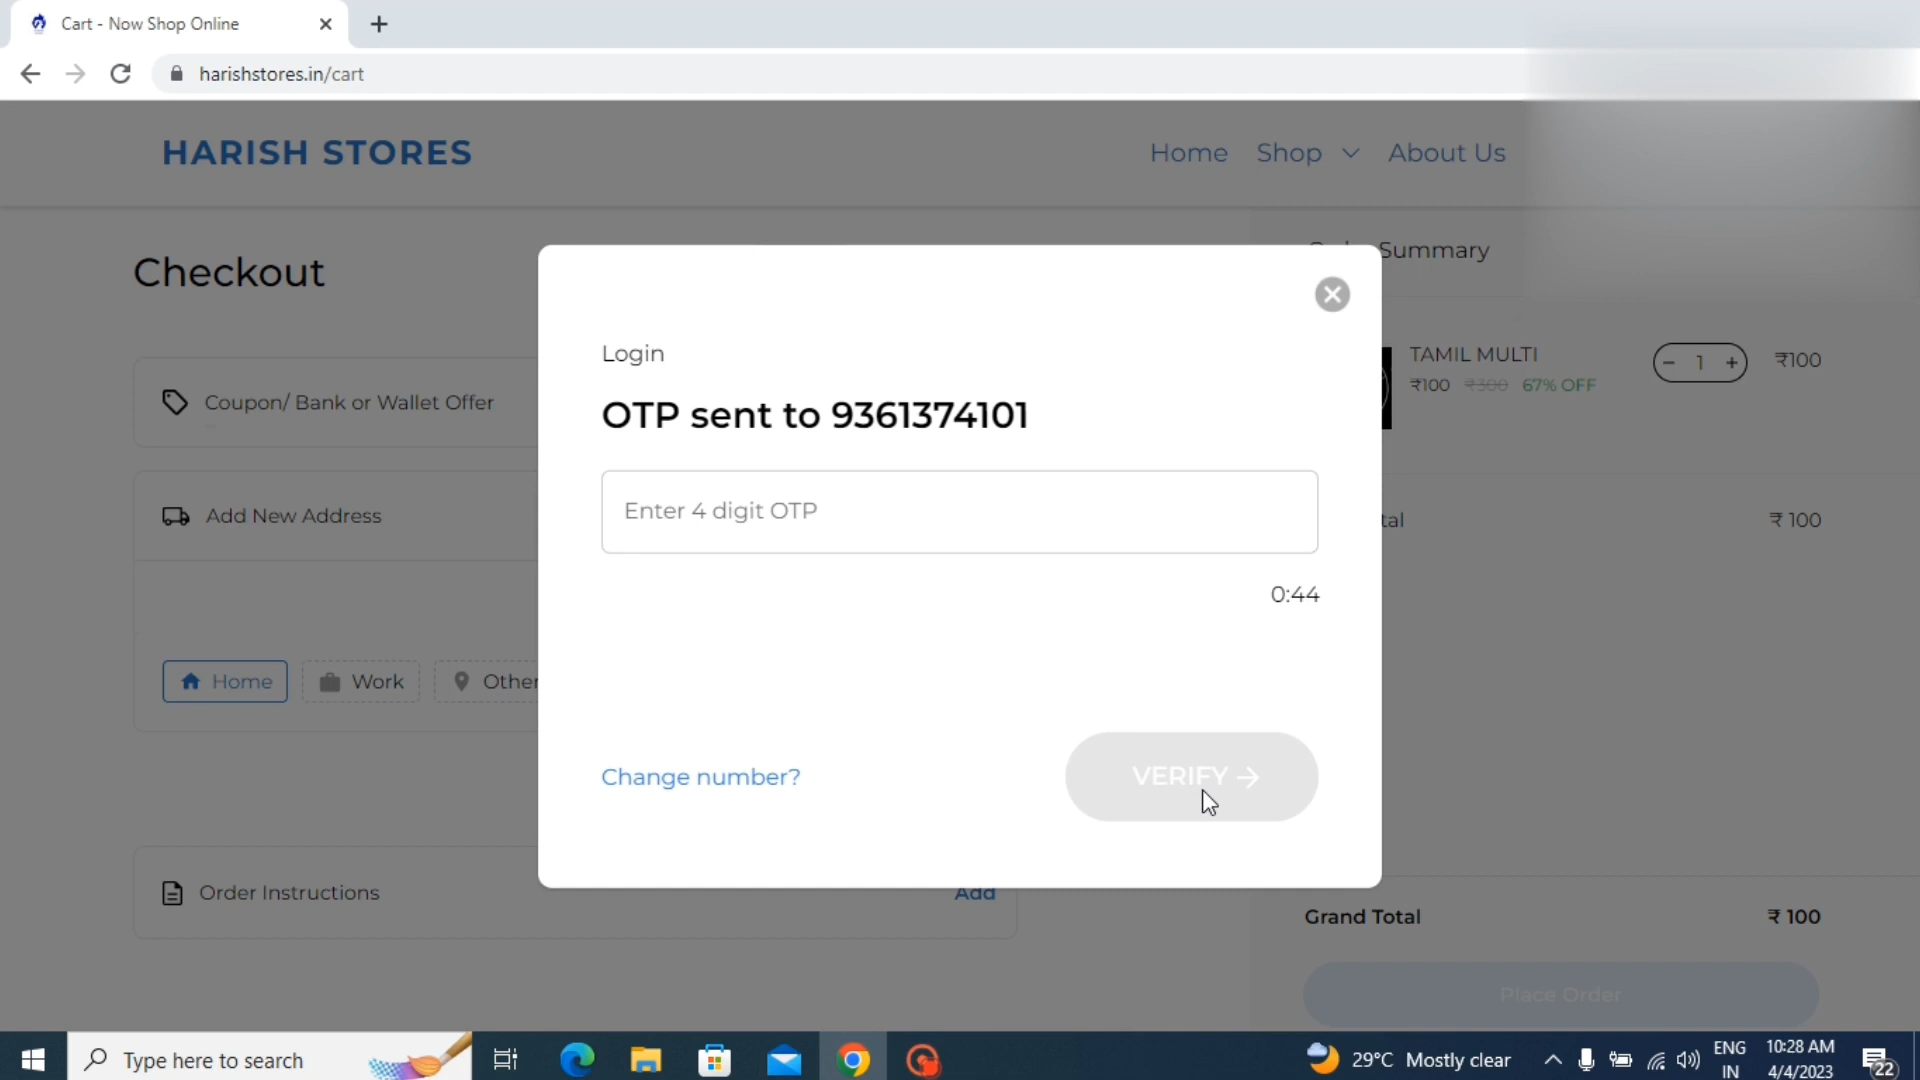 Cart - Now Shop Online
harishstores.in/cart
HARISH STORES
Home Shop About Us
Checkout
Summary
Login
TAMIL MULTI
₹100 ₹300 67% OFF
1
₹100
Coupon/ Bank or Wallet Offer
OTP sent to 9361374101
Enter 4 digit OTP
Add New Address
tal
₹ 100
0:44
Home
Work
Other
Change number?
VERIFY
Order Instructions
Add
Grand Total
₹ 100
Place Order
Type here to search
29°C Mostly clear
ENG
IN
10:28 AM
4/4/2023
22